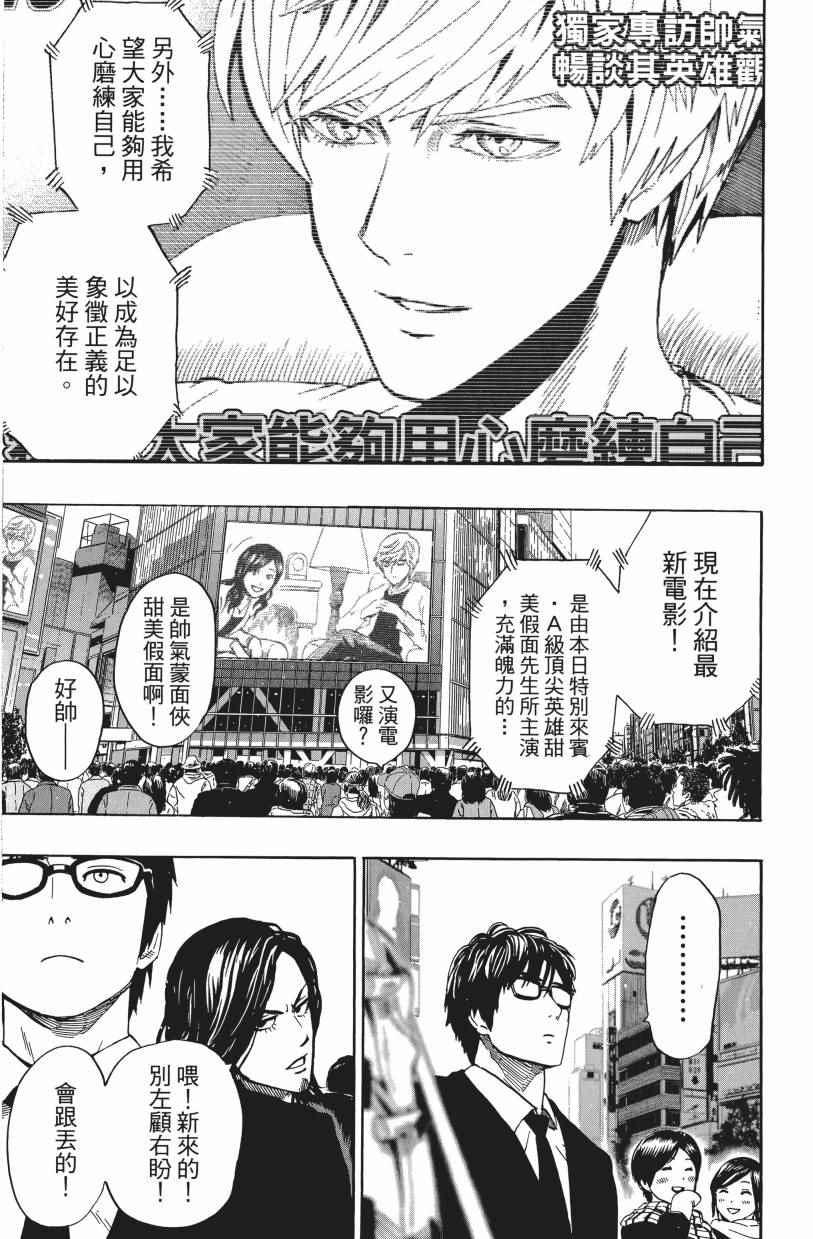 獨家專訪帥氣
暢談其英雄觀
另外……我希
望大家能夠用
心磨練自己，
以成為足以
象徵正義的
美好存在。
大家能夠用心磨練自己
現在介紹最
新電影！
是由本日特別來賓
．A級頂尖英雄甜
美假面先生所主演
，充滿魄力的…
又演電
影囉？
是帥氣蒙面俠
甜美假面啊！
好帥——
…………
喂！新來的！
別左顧右盼！
會跟丟的！